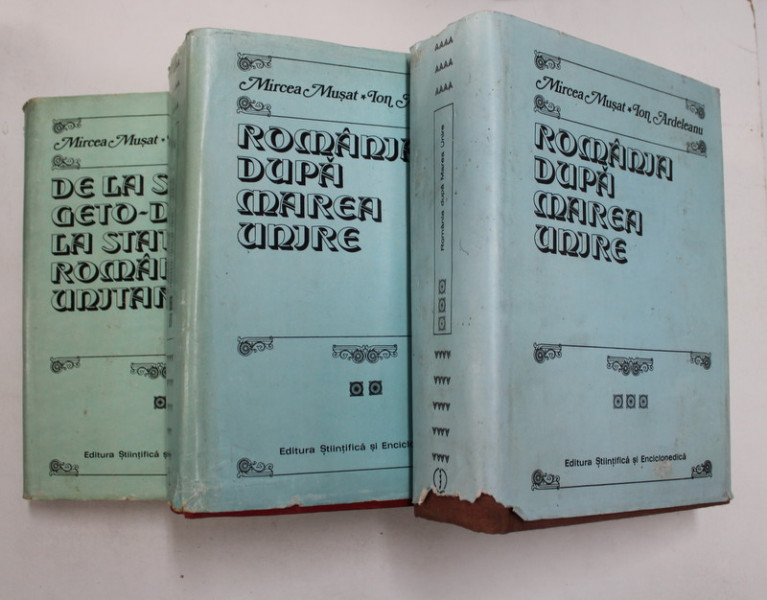 Mircea Mușat •
DE LA S
GETO-D
LA STAT
ROMÂN
UNITAR
Editura Științifică și
Mircea Mușat • Ion A
ROMÂNIA
DUPĂ
MAREA
UNIRE
Editura Științifică și Enciclo
România după Marea Unire
Mircea Mușat • Ion Ardeleanu
ROMÂNIA
DUPĂ
MAREA
UNIRE
Editura Științifică și Enciclopedică